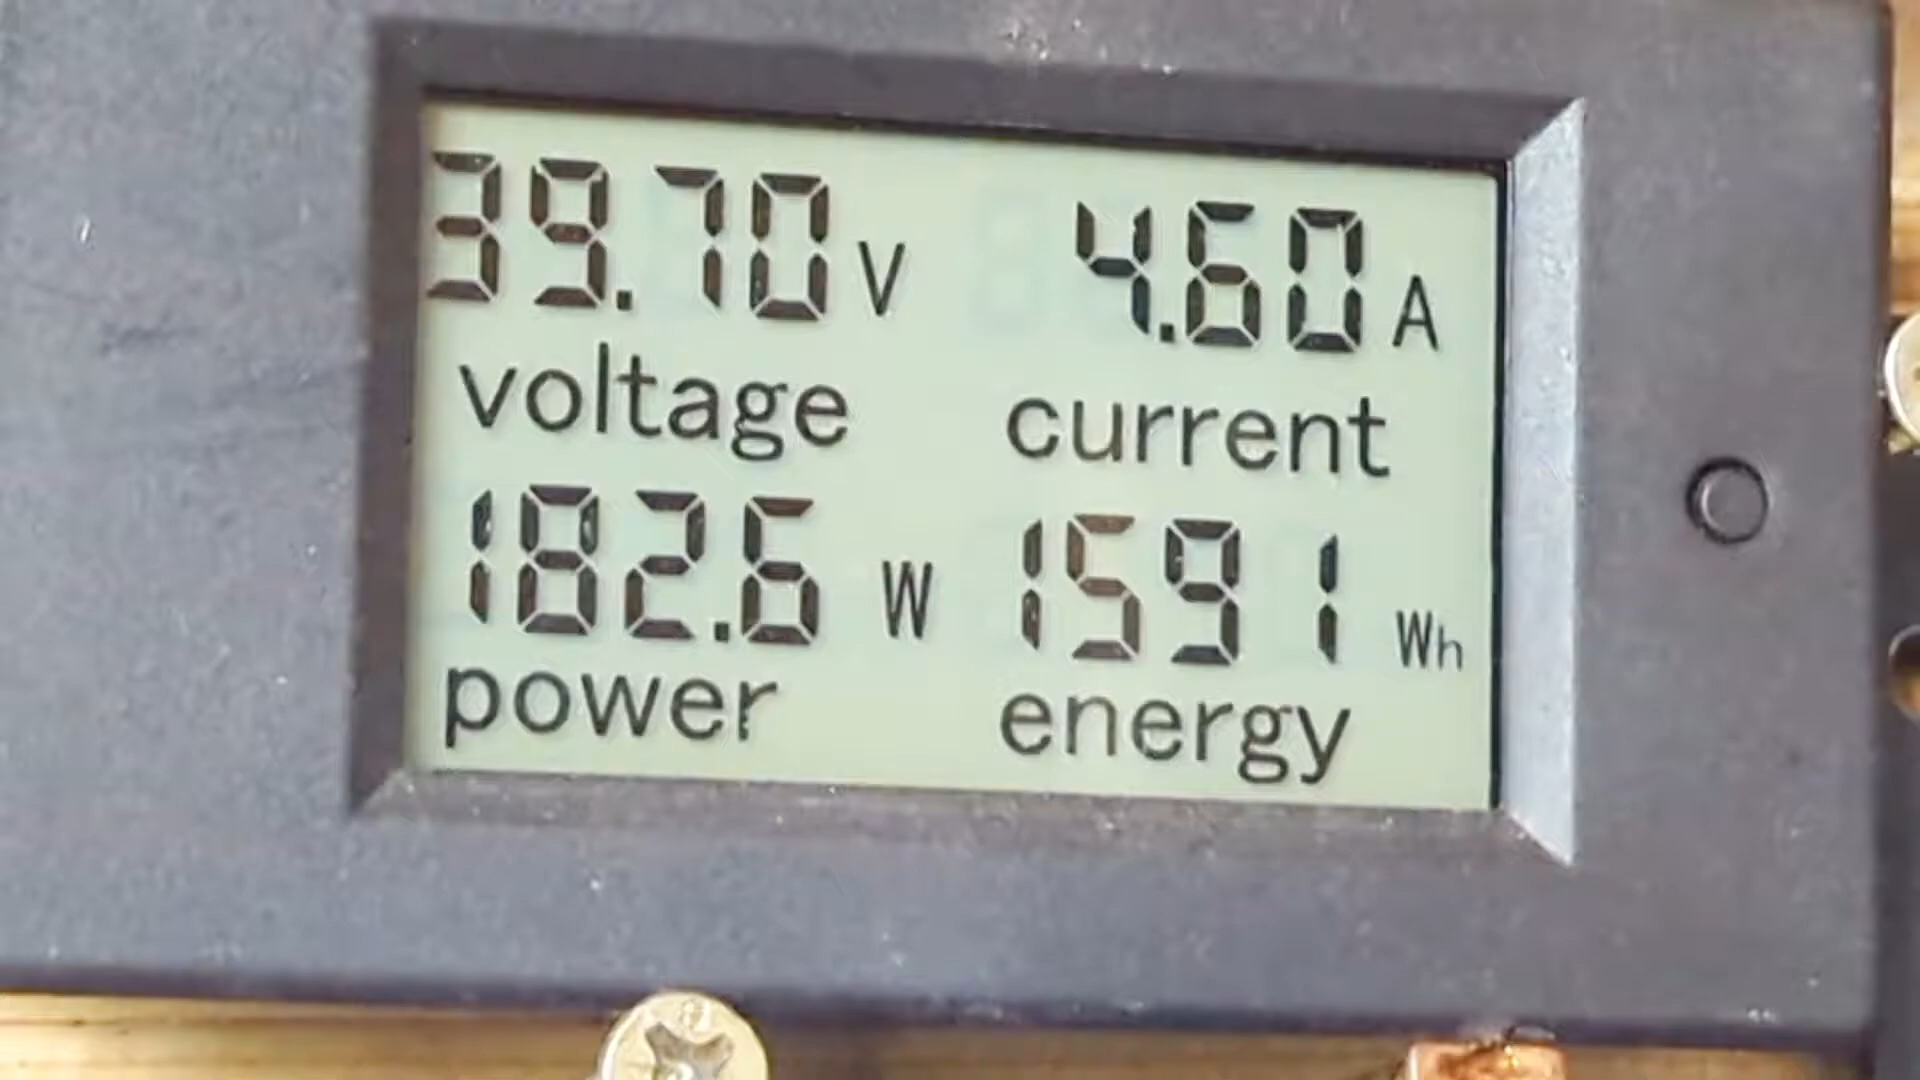 39.70 V 4.60 A
voltage current
182.6 W 1591 Wh
power energy